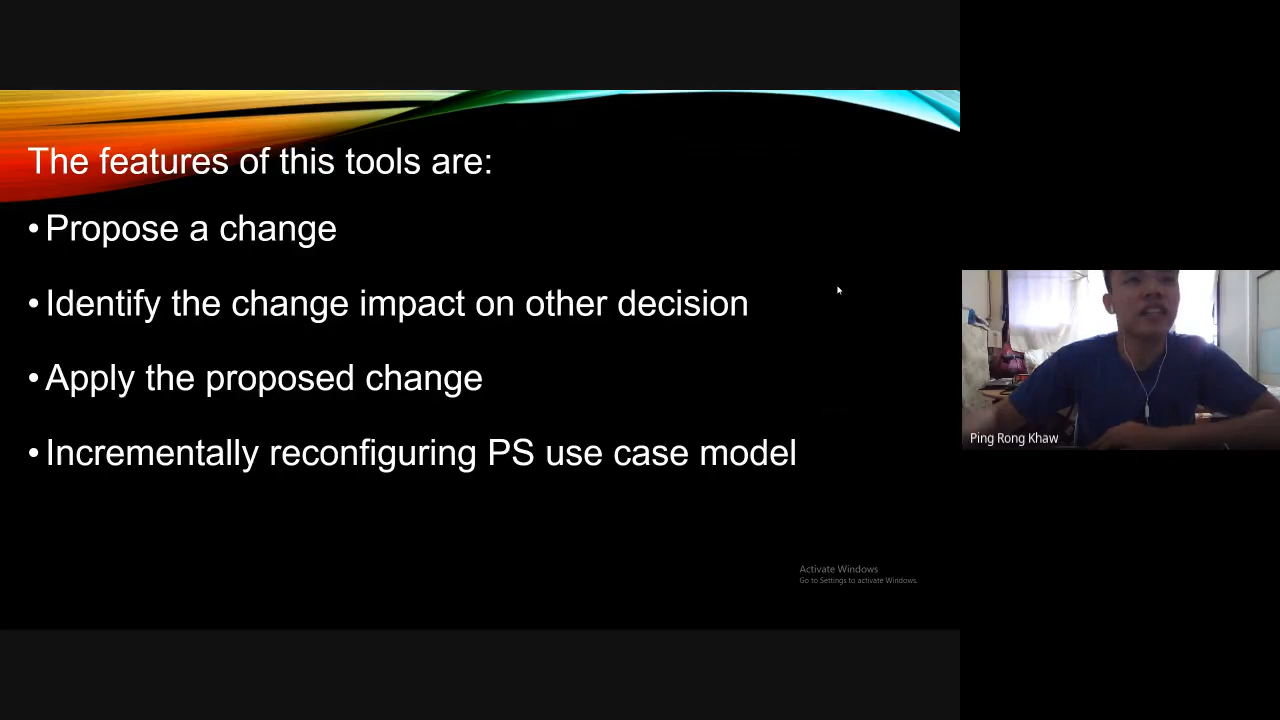 The features of this tools are:
• Propose a change
• Identify the change impact on other decision
• Apply the proposed change
• Incrementally reconfiguring PS use case model
Activate Windows
Go to Settings to activate Windows.
Ping Rong Khaw